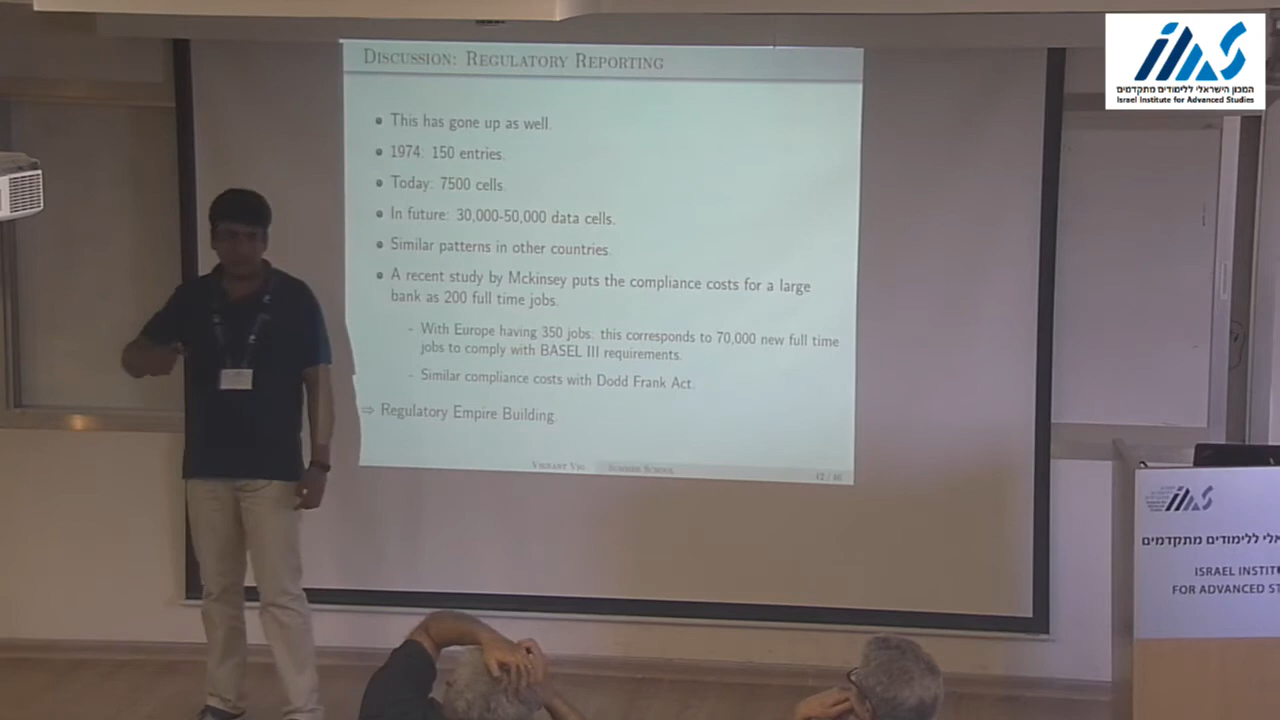 DISCUSSION: REGULATORY REPORTING
This has gone up as well.
1974: 150 entries.
Today: 7500 cells.
In future: 30,000-50,000 data cells.
Similar patterns in other countries.
A recent study by Mckinsey puts the compliance costs for a large
bank as 200 full time jobs.
- With Europe having 350 jobs: this corresponds to 70,000 new full time
jobs to comply with BASEL III requirements.
- Similar compliance costs with Dodd Frank Act.
⇒ Regulatory Empire Building.
VIKRANT VIG SUMMER SCHOOL
המכון הישראלי ללימודים מתקדמים
Israel Institute for Advanced Studies
אלי ללימודים מתקדמים
ISRAEL INSTIT
FOR ADVANCED ST